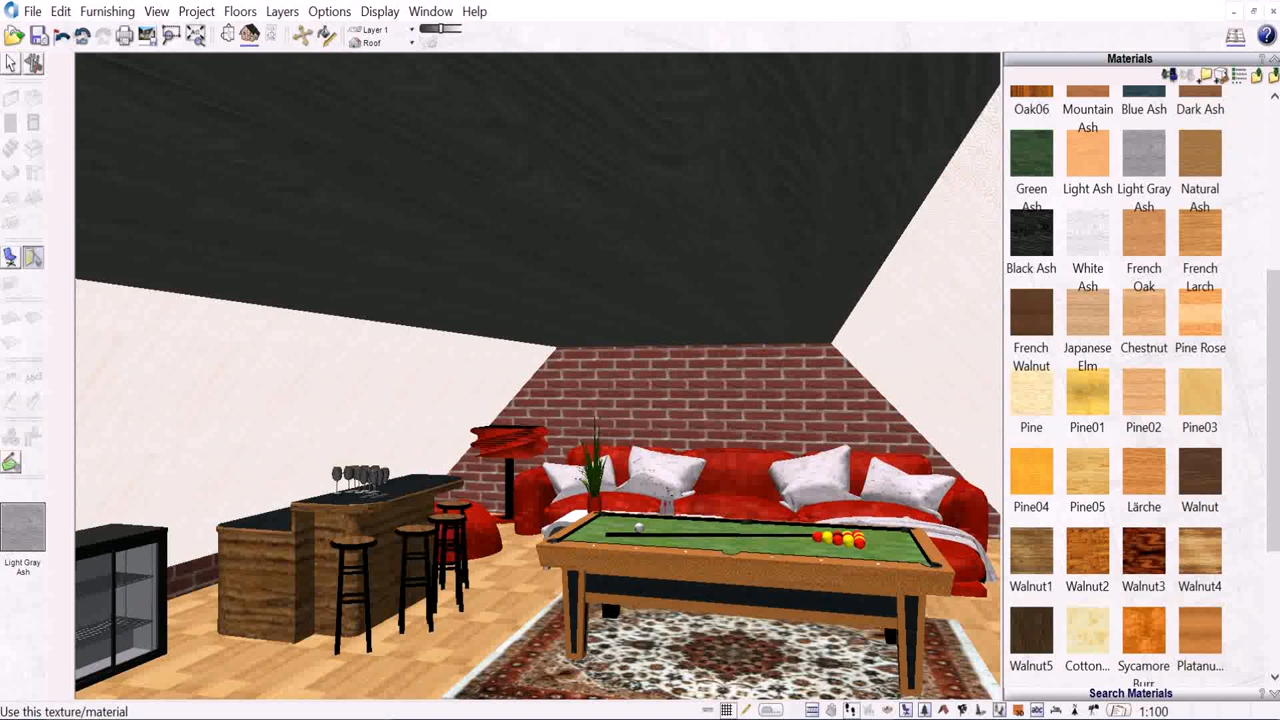 File Edit Furnishing View Project Floors Layers Options Display Window Help
Layer 1
Roof
Materials
Oak06 Mountain Ash Blue Ash Dark Ash
Green Ash Light Ash Light Gray Ash Natural Ash
Black Ash White Ash French Oak French Larch
French Walnut Japanese Elm Chestnut Pine Rose
Pine Pine01 Pine02 Pine03
Pine04 Pine05 Lärche Walnut
Walnut1 Walnut2 Walnut3 Walnut4
Walnut5 Cotton... Sycamore Burr Platanu...
Light Gray
Ash
Search Materials
Use this texture/material
1:100